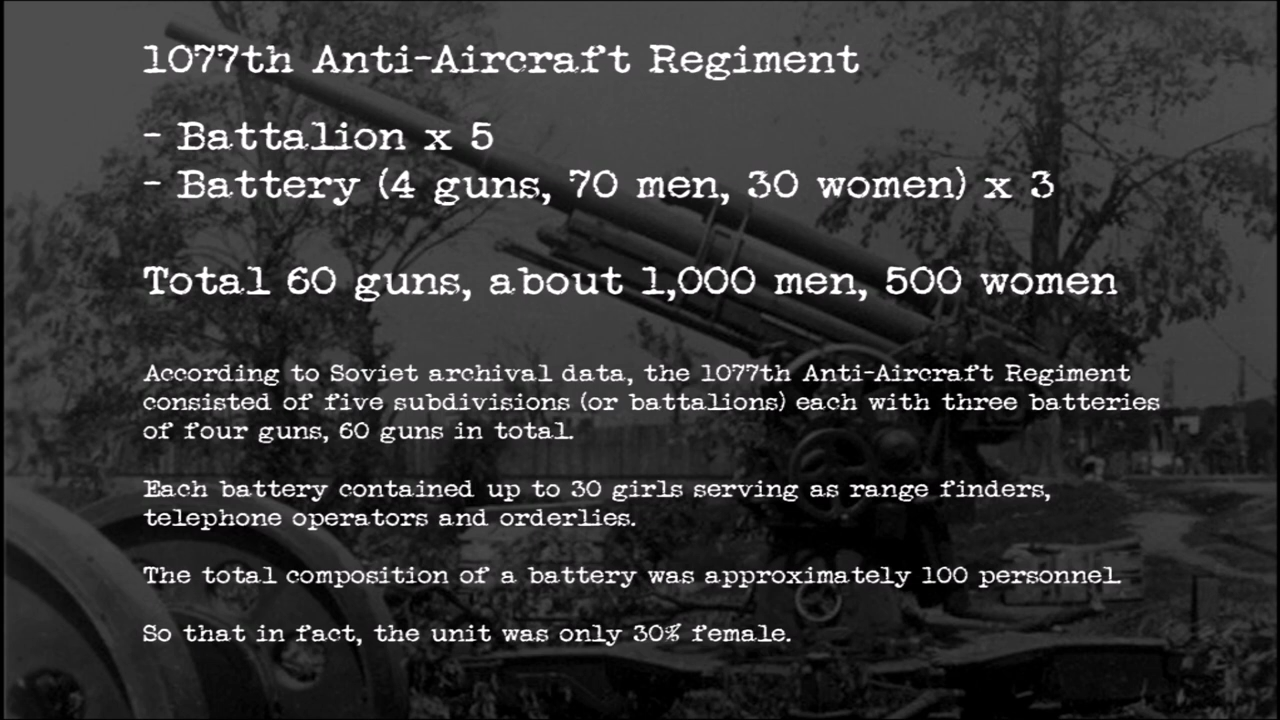 1077th Anti-Aircraft Regiment
- Battalion x 5
- Battery (4 guns, 70 men, 30 women) x 3
Total 60 guns, about 1,000 men, 500 women
According to Soviet archival data, the 1077th Anti-Aircraft Regiment
consisted of five subdivisions (or battalions) each with three batteries
of four guns, 60 guns in total.
Each battery contained up to 30 girls serving as range finders,
telephone operators and orderlies.
The total composition of a battery was approximately 100 personnel.
So that in fact, the unit was only 30% female.